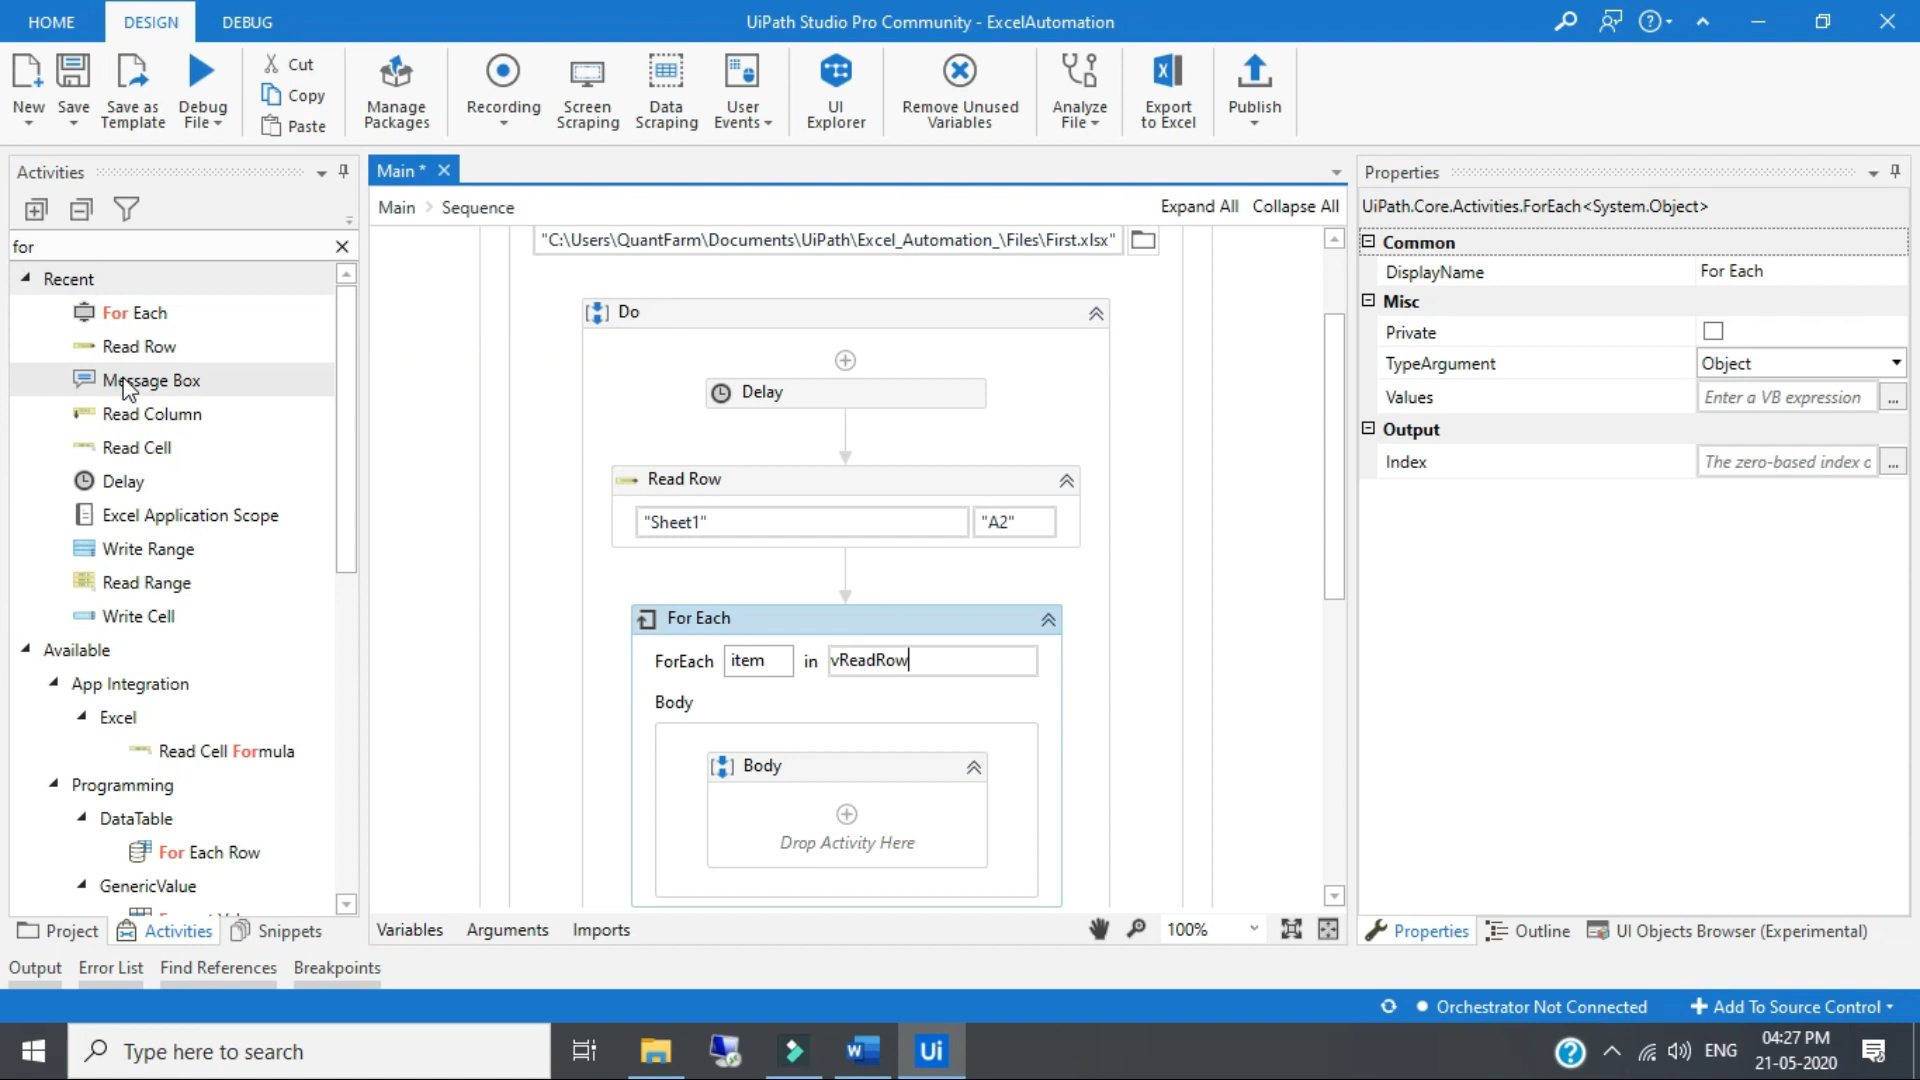 HOME DESIGN DEBUG UiPath Studio Pro Community - ExcelAutomation
New Save Save as Template Debug File Cut Copy Paste Manage Packages Recording Screen Scraping Data Scraping User Events UI Explorer Remove Unused Variables Analyze File Export to Excel Publish
Activities
for
Recent
For Each
Read Row
Message Box
Read Column
Read Cell
Delay
Excel Application Scope
Write Range
Read Range
Write Cell
Available
App Integration
Excel
Read Cell Formula
Programming
DataTable
For Each Row
GenericValue
Project Activities Snippets
Main *
Main > Sequence Expand All Collapse All
"C:\Users\QuantFarm\Documents\UiPath\Excel_Automation_\Files\First.xlsx"
Do
Delay
Read Row
"Sheet1" "A2"
For Each
ForEach item in vReadRow
Body
Body
Drop Activity Here
Variables Arguments Imports 100%
Properties
UiPath.Core.Activities.ForEach<System.Object>
Common
DisplayName For Each
Misc
Private
TypeArgument Object
Values Enter a VB expression ...
Output
Index The zero-based index o ...
Properties Outline UI Objects Browser (Experimental)
Output Error List Find References Breakpoints
Orchestrator Not Connected Add To Source Control
Type here to search Ui ENG 04:27 PM
21-05-2020